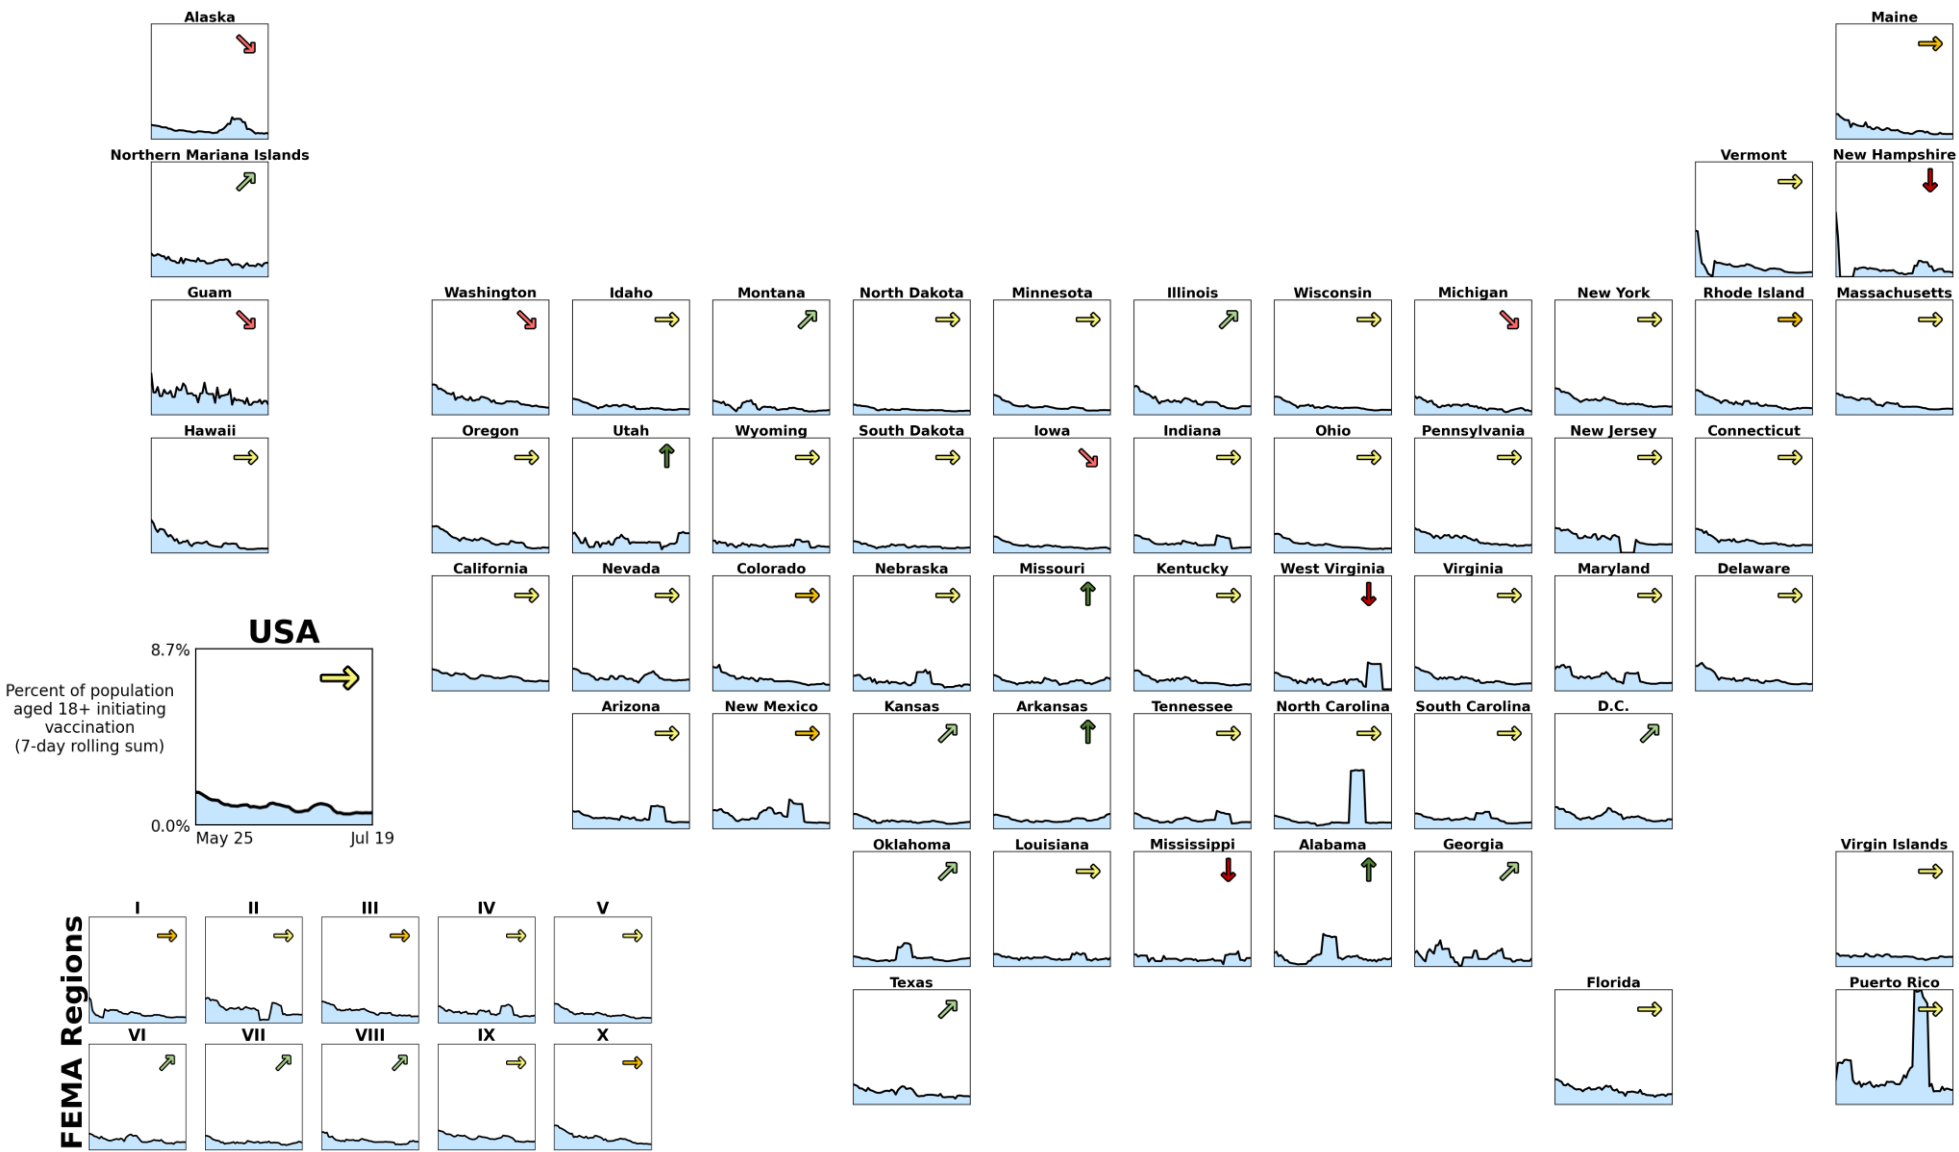 Alaska
Maine
Northern Mariana Islands
Vermont
New Hampshire
Guam
Washington
Idaho
Montana
North Dakota
Minnesota
Illinois
Wisconsin
Michigan
New York
Rhode Island
Massachusetts
Hawaii
Oregon
Utah
Wyoming
South Dakota
Iowa
Indiana
Ohio
Pennsylvania
New Jersey
Connecticut
California
Nevada
Colorado
Nebraska
Missouri
Kentucky
West Virginia
Virginia
Maryland
Delaware
USA
8.7%
Percent of population
aged 18+ initiating
vaccination
(7-day rolling sum)
0.0%
May 25
Jul 19
Arizona
New Mexico
Kansas
Arkansas
Tennessee
North Carolina
South Carolina
D.C.
Oklahoma
Louisiana
Mississippi
Alabama
Georgia
Virgin Islands
Texas
Florida
Puerto Rico
FEMA Regions
I
II
III
IV
V
VI
VII
VIII
IX
X